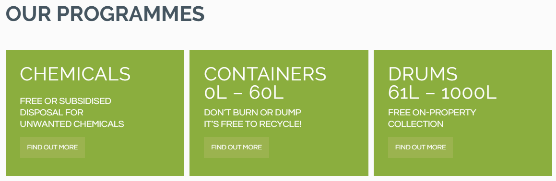 OUR PROGRAMMES
CHEMICALS
FREE OR SUBSIDISED
DISPOSAL FOR
UNWANTED CHEMICALS
FIND OUT MORE
CONTAINERS
0L – 60L
DON'T BURN OR DUMP
IT'S FREE TO RECYCLE!
FIND OUT MORE
DRUMS
61L – 1000L
FREE ON-PROPERTY
COLLECTION
FIND OUT MORE